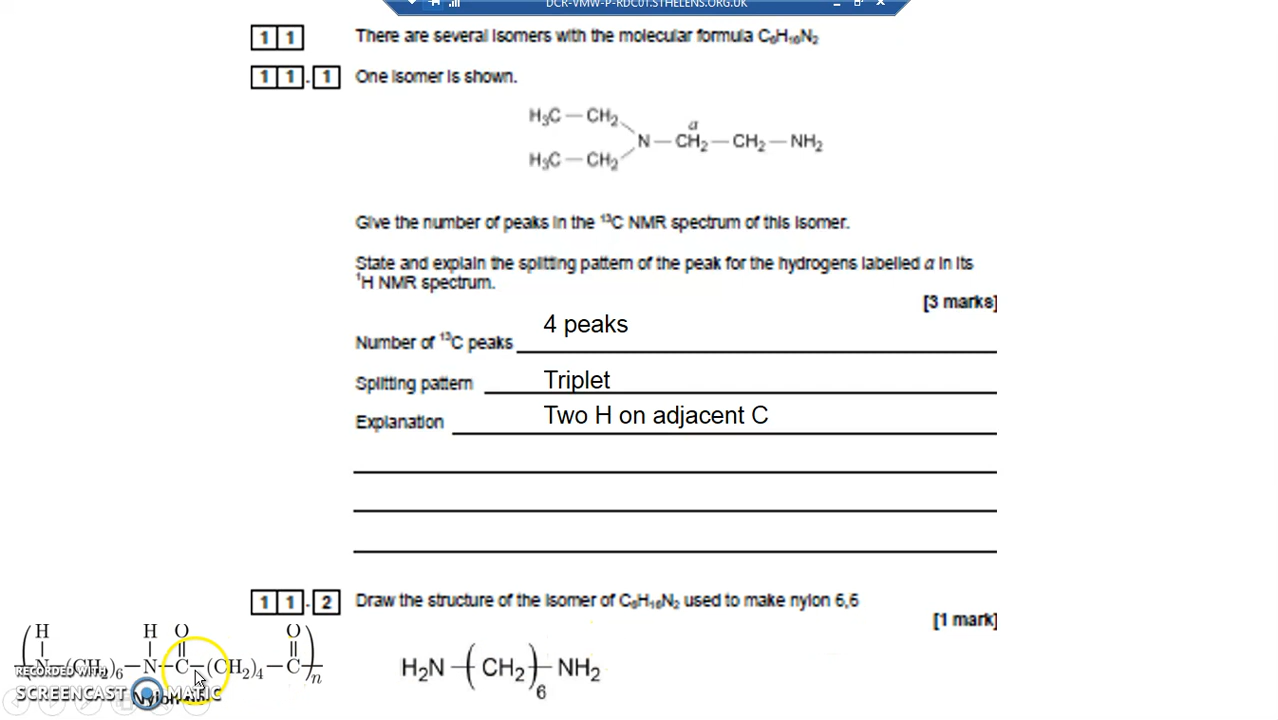 DCR-VMW-P-RDC01.STHELENS.ORG.UK
1 1 There are several isomers with the molecular formula C₆H₁₆N₂
1 1 . 1 One isomer is shown.
H₃C — CH₂
a
N — CH₂ — CH₂ — NH₂
H₃C — CH₂
Give the number of peaks in the ¹³C NMR spectrum of this isomer.
State and explain the splitting pattern of the peak for the hydrogens labelled a in its
¹H NMR spectrum.
[3 marks]
4 peaks
Number of ¹³C peaks
Splitting pattern Triplet
Explanation Two H on adjacent C
1 1 . 2 Draw the structure of the isomer of C₆H₁₆N₂ used to make nylon 6,6
[1 mark]
H H O O
N—(CH₂)₆—N—C—(CH₂)₄—C n
H₂N—(CH₂)₆—NH₂
RECORDED WITH
SCREENCAST MATIC